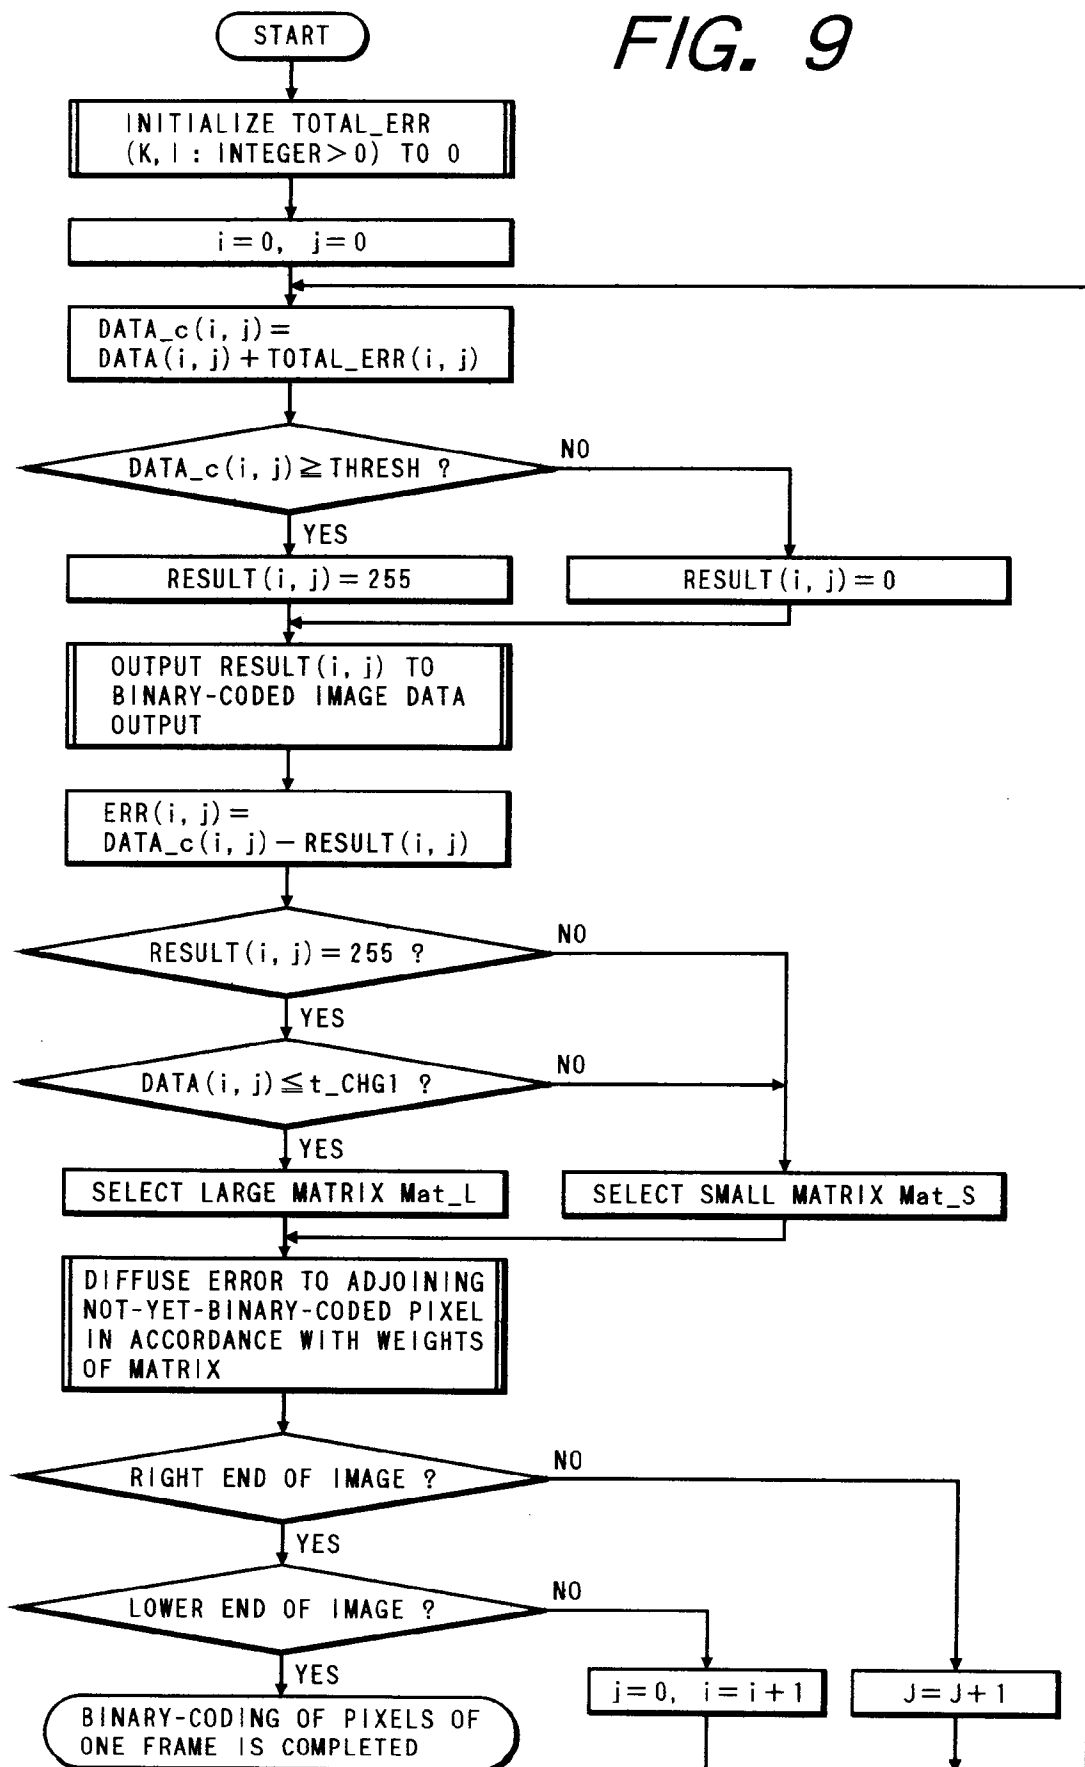 FIG. 9
START
INITIALIZE TOTAL_ERR
(K, l : INTEGER > 0) TO 0
i = 0, j = 0
DATA_c(i, j) =
DATA(i, j) + TOTAL_ERR(i, j)
DATA_c(i, j) ≧ THRESH ?
NO
YES
RESULT(i, j) = 255
RESULT(i, j) = 0
OUTPUT RESULT(i, j) TO
BINARY-CODED IMAGE DATA
OUTPUT
ERR(i, j) =
DATA_c(i, j) − RESULT(i, j)
RESULT(i, j) = 255 ?
NO
YES
DATA(i, j) ≦ t_CHG1 ?
NO
YES
SELECT LARGE MATRIX Mat_L
SELECT SMALL MATRIX Mat_S
DIFFUSE ERROR TO ADJOINING
NOT-YET-BINARY-CODED PIXEL
IN ACCORDANCE WITH WEIGHTS
OF MATRIX
RIGHT END OF IMAGE ?
NO
YES
LOWER END OF IMAGE ?
NO
YES
j = 0, i = i + 1
J = J + 1
BINARY-CODING OF PIXELS OF
ONE FRAME IS COMPLETED